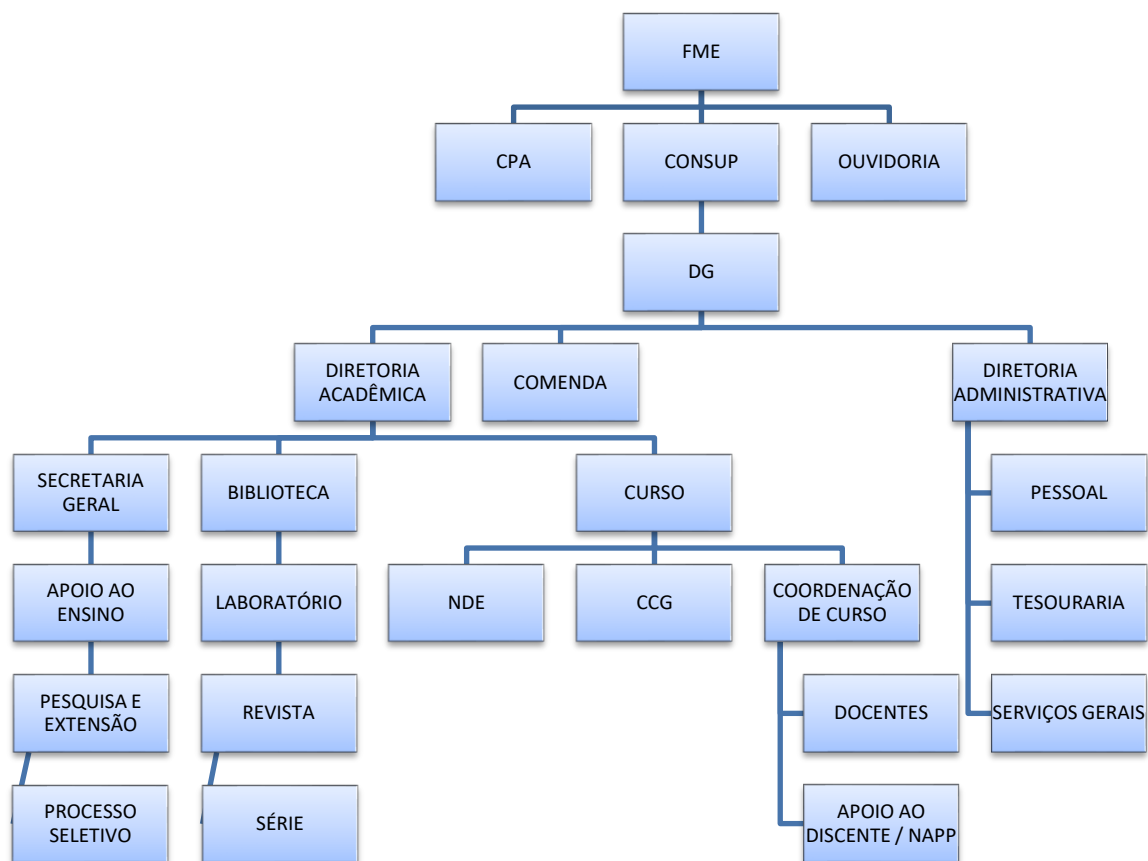 FME
CPA
CONSUP
OUVIDORIA
DG
DIRETORIA
ACADÊMICA
COMENDA
DIRETORIA
ADMINISTRATIVA
SECRETARIA
GERAL
BIBLIOTECA
CURSO
PESSOAL
APOIO AO
ENSINO
LABORATÓRIO
NDE
CCG
COORDENAÇÃO
DE CURSO
TESOURARIA
PESQUISA E
EXTENSÃO
REVISTA
DOCENTES
SERVIÇOS GERAIS
PROCESSO
SELETIVO
SÉRIE
APOIO AO
DISCENTE / NAPP